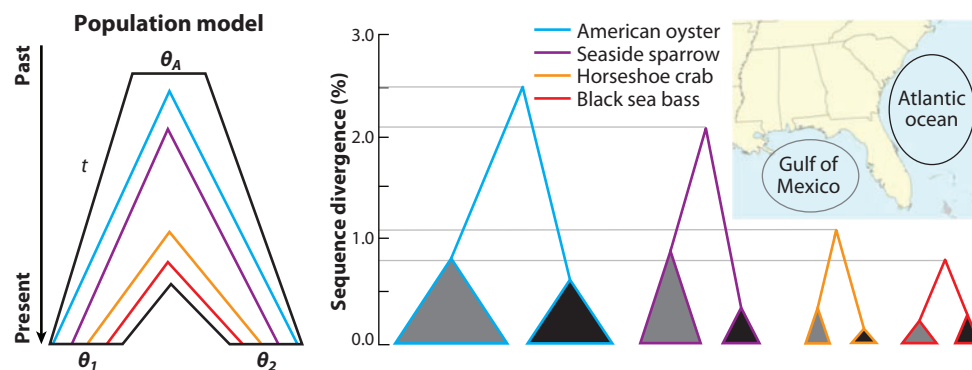 Population model
Past
Present
θA
t
θ1
θ2
Sequence divergence (%)
3.0
2.0
1.0
0.0
American oyster
Seaside sparrow
Horseshoe crab
Black sea bass
Atlantic
ocean
Gulf of
Mexico